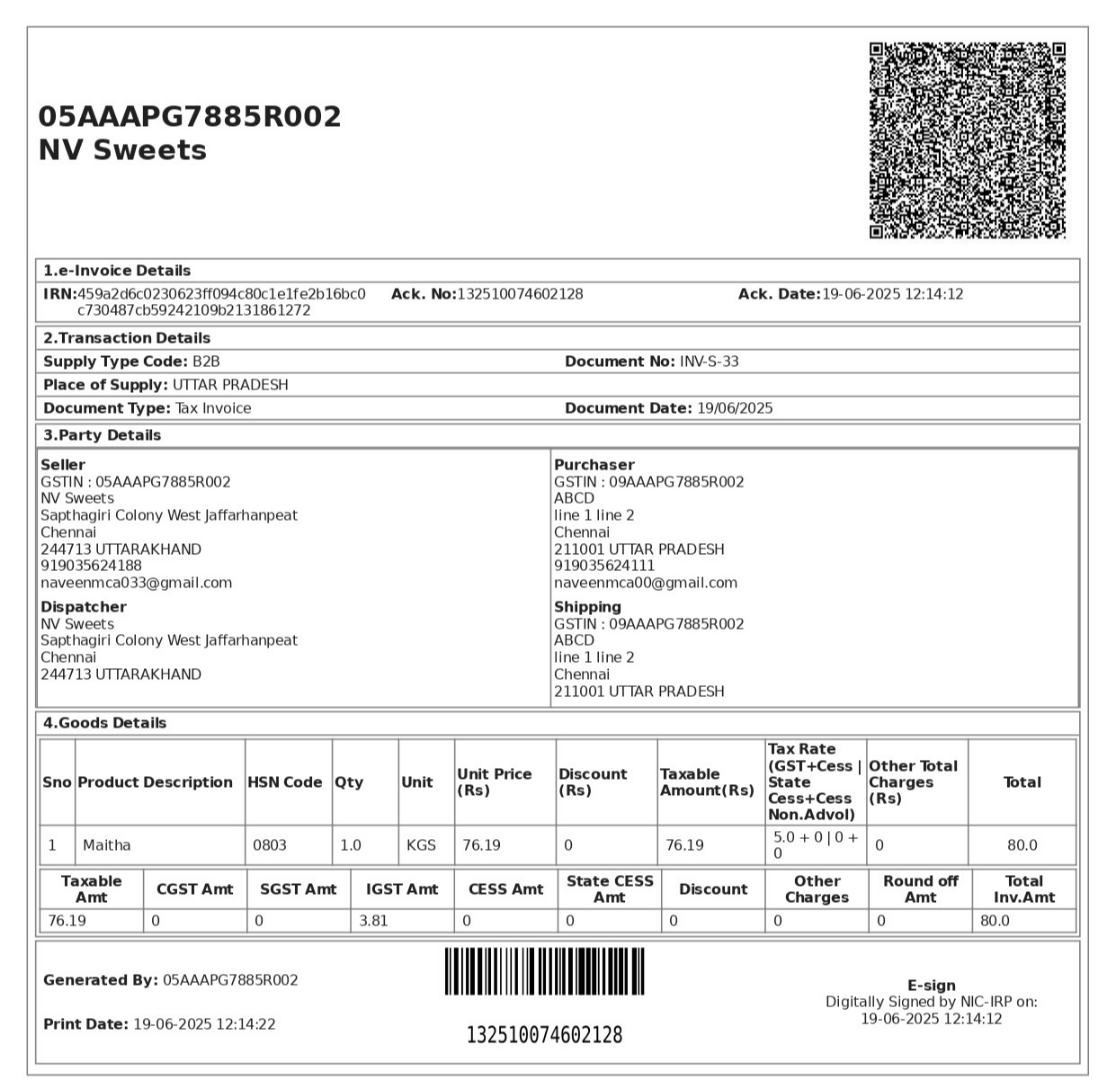 05AAAPG7885R002
NV Sweets
1.e-Invoice Details
IRN:459a2d6c0230623ff094c80c1e1fe2b16bc0 Ack. No:132510074602128 Ack. Date:19-06-2025 12:14:12
c730487cb59242109b2131861272
2.Transaction Details
Supply Type Code: B2B Document No: INV-S-33
Place of Supply: UTTAR PRADESH
Document Type: Tax Invoice Document Date: 19/06/2025
3.Party Details
Seller
GSTIN : 05AAAPG7885R002
NV Sweets
Sapthagiri Colony West Jaffarhanpeat
Chennai
244713 UTTARAKHAND
919035624188
naveenmca033@gmail.com
Dispatcher
NV Sweets
Sapthagiri Colony West Jaffarhanpeat
Chennai
244713 UTTARAKHAND
Purchaser
GSTIN : 09AAAPG7885R002
ABCD
line 1 line 2
Chennai
211001 UTTAR PRADESH
919035624111
naveenmca00@gmail.com
Shipping
GSTIN : 09AAAPG7885R002
ABCD
line 1 line 2
Chennai
211001 UTTAR PRADESH
4.Goods Details
Sno Product Description HSN Code Qty Unit Unit Price (Rs) Discount (Rs) Taxable Amount(Rs) Tax Rate (GST+Cess | State Cess+Cess Non.Advol) Other Total Charges (Rs) Total
1 Maitha 0803 1.0 KGS 76.19 0 76.19 5.0 + 0 | 0 + 0 0 80.0
Taxable Amt CGST Amt SGST Amt IGST Amt CESS Amt State CESS Amt Discount Other Charges Round off Amt Total Inv.Amt
76.19 0 0 3.81 0 0 0 0 0 80.0
Generated By: 05AAAPG7885R002
Print Date: 19-06-2025 12:14:22
132510074602128
E-sign
Digitally Signed by NIC-IRP on:
19-06-2025 12:14:12